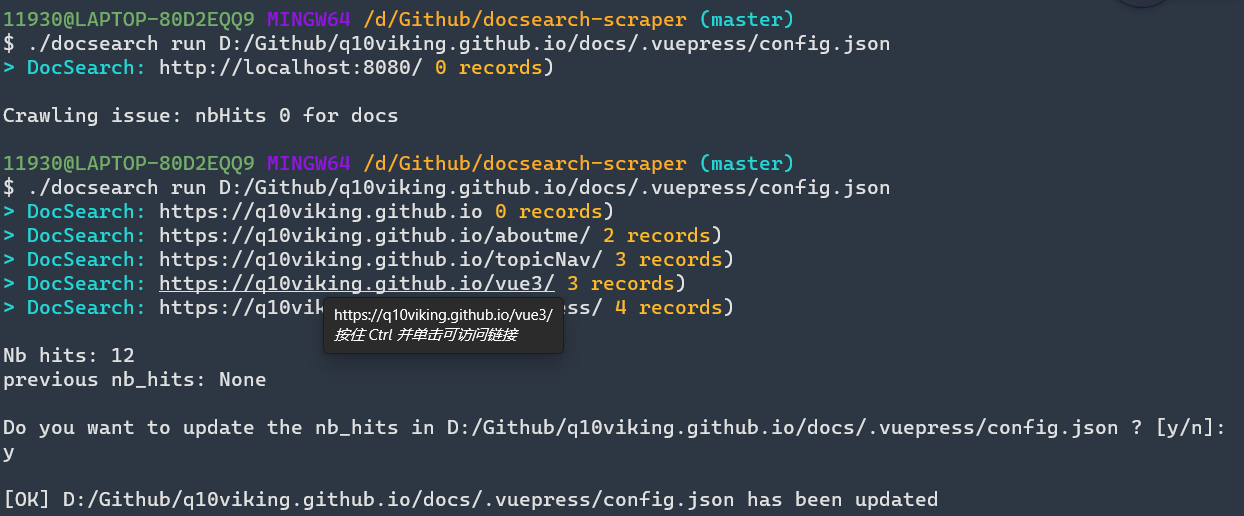 11930@LAPTOP-80D2EQQ9 MINGW64 /d/Github/docsearch-scraper (master)
$ ./docsearch run D:/Github/q10viking.github.io/docs/.vuepress/config.json
> DocSearch: http://localhost:8080/ 0 records)
Crawling issue: nbHits 0 for docs
11930@LAPTOP-80D2EQQ9 MINGW64 /d/Github/docsearch-scraper (master)
$ ./docsearch run D:/Github/q10viking.github.io/docs/.vuepress/config.json
> DocSearch: https://q10viking.github.io 0 records)
> DocSearch: https://q10viking.github.io/aboutme/ 2 records)
> DocSearch: https://q10viking.github.io/topicNav/ 3 records)
> DocSearch: https://q10viking.github.io/vue3/ 3 records)
> DocSearch: https://q10vik ess/ 4 records)
https://q10viking.github.io/vue3/
按住 Ctrl 并单击可访问链接
Nb hits: 12
previous nb_hits: None
Do you want to update the nb_hits in D:/Github/q10viking.github.io/docs/.vuepress/config.json ? [y/n]:
y
[OK] D:/Github/q10viking.github.io/docs/.vuepress/config.json has been updated